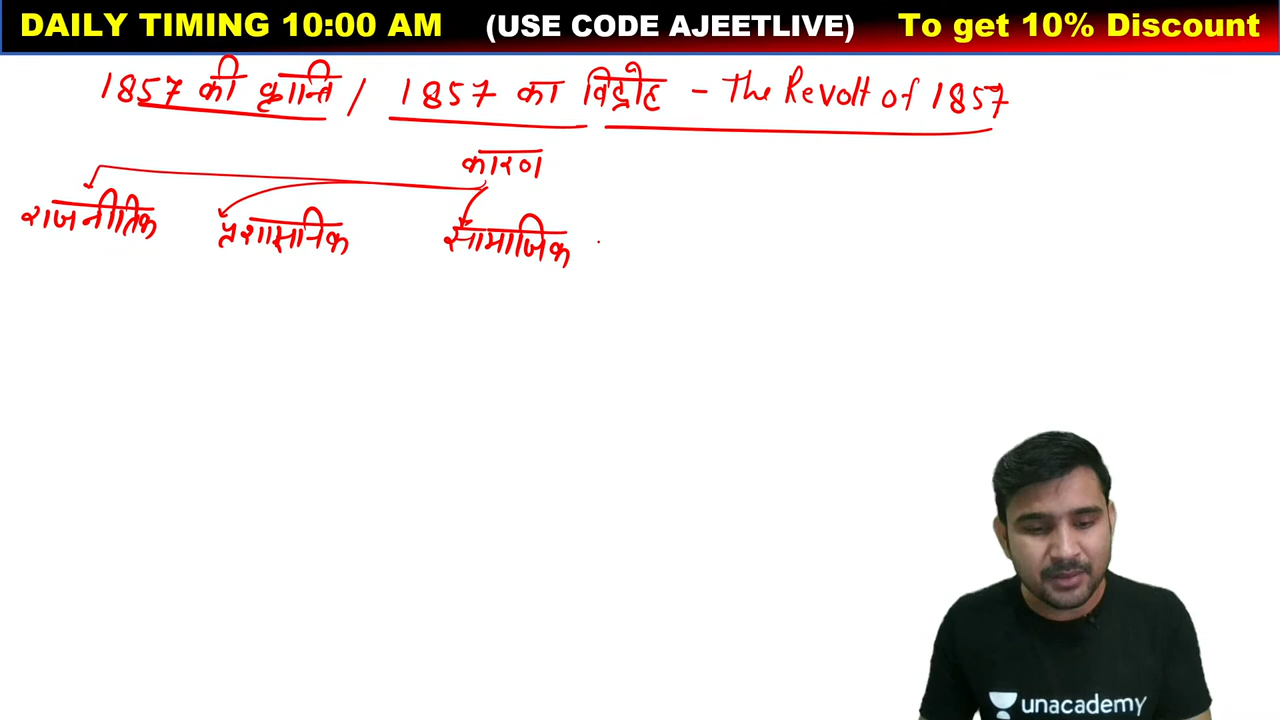 DAILY TIMING 10:00 AM (USE CODE AJEETLIVE) To get 10% Discount
1857 की क्रान्ति / 1857 का विद्रोह - The Revolt of 1857
कारण
राजनीतिक प्रशासनिक सामाजिक
unacademy